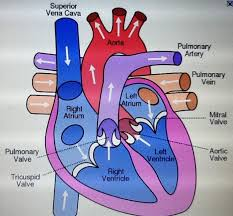 Superior
Vena Cava
Aorta
Pulmonary
Artery
Pulmonary
Vein
Right
Atrium
Left
Atrium
Mitral
Valve
Pulmonary
Valve
Aortic
Valve
Tricuspid
Valve
Right
Ventricle
Left
Ventricle